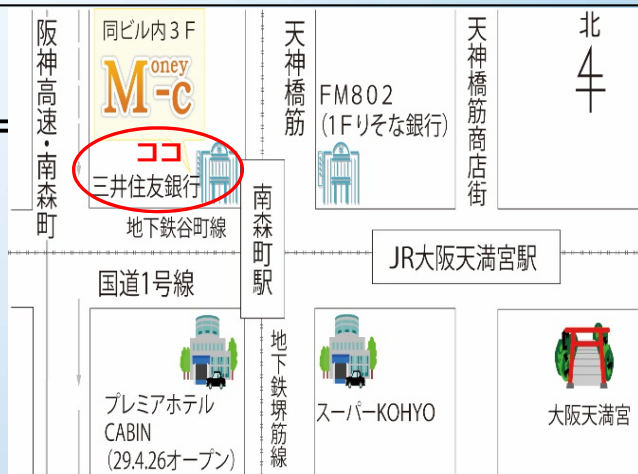 阪神高速・南森町
同ビル内3F
Money-c
ココ
三井住友銀行
天神橋筋
FM802
(1Fりそな銀行)
天神橋筋商店街
北
地下鉄谷町線
南森町駅
JR大阪天満宮駅
国道1号線
プレミアホテル
CABIN
(29.4.26オープン)
地下鉄堺筋線
スーパーKOHYO
大阪天満宮